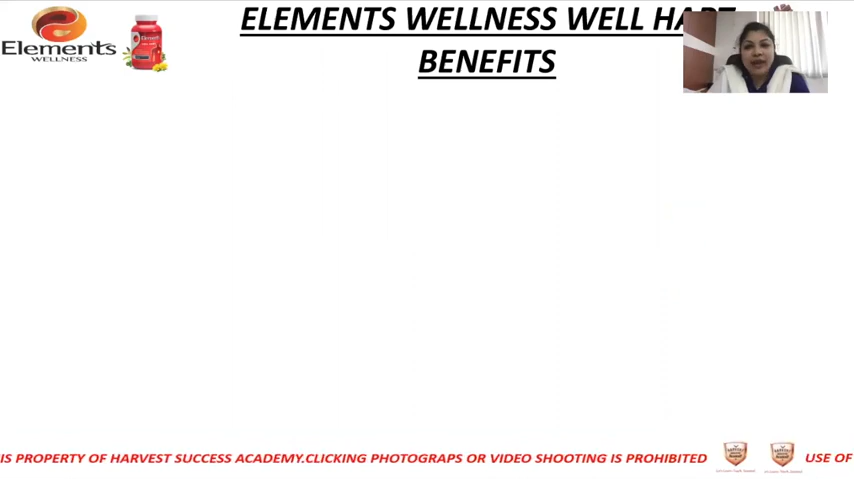 ELEMENTS WELLNESS WELL HART
BENEFITS
Elements
WELLNESS
IS PROPERTY OF HARVEST SUCCESS ACADEMY.CLICKING PHOTOGRAPS OR VIDEO SHOOTING IS PROHIBITED
USE OF